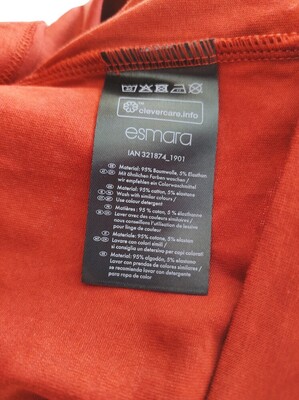 clevercare.info
esmara
IAN 321874_1901
Material: 95% Baumwolle, 5% Elasthan
Mit ähnlichen Farben waschen /
wir empfehlen ein Colorwaschmittel
Material: 95% cotton, 5% elastane
Wash with similar colours /
Use colour detergent
Matières : 95% coton, 5 % élasthanne
Laver avec des couleurs similaires /
nous conseillons l'utilisation de lessive
pour linge de couleur
Materiale: 95% cotone, 5% elastan
Lavare con colori simili /
si consiglia un detersivo per capi colorati
Material: 95% algodón, 5% elastano
Lavar con prendas de colores similares /
se recomienda lavar con detergente
para ropa de color